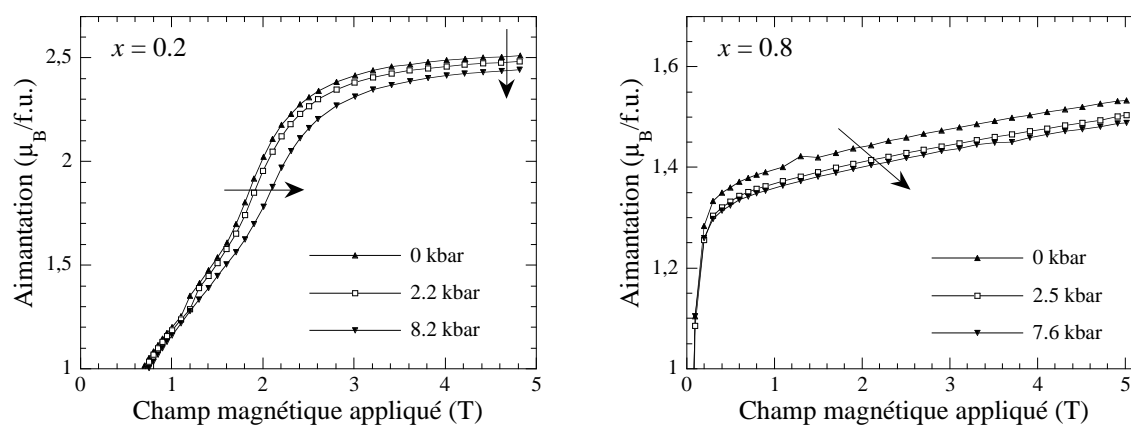 x = 0.2
2,5
2
1,5
1
Aimantation (μB/f.u.)
0 kbar
2.2 kbar
8.2 kbar
0 1 2 3 4 5
Champ magnétique appliqué (T)
x = 0.8
1,6
1,4
1,2
1
Aimantation (μB/f.u.)
0 kbar
2.5 kbar
7.6 kbar
0 1 2 3 4 5
Champ magnétique appliqué (T)